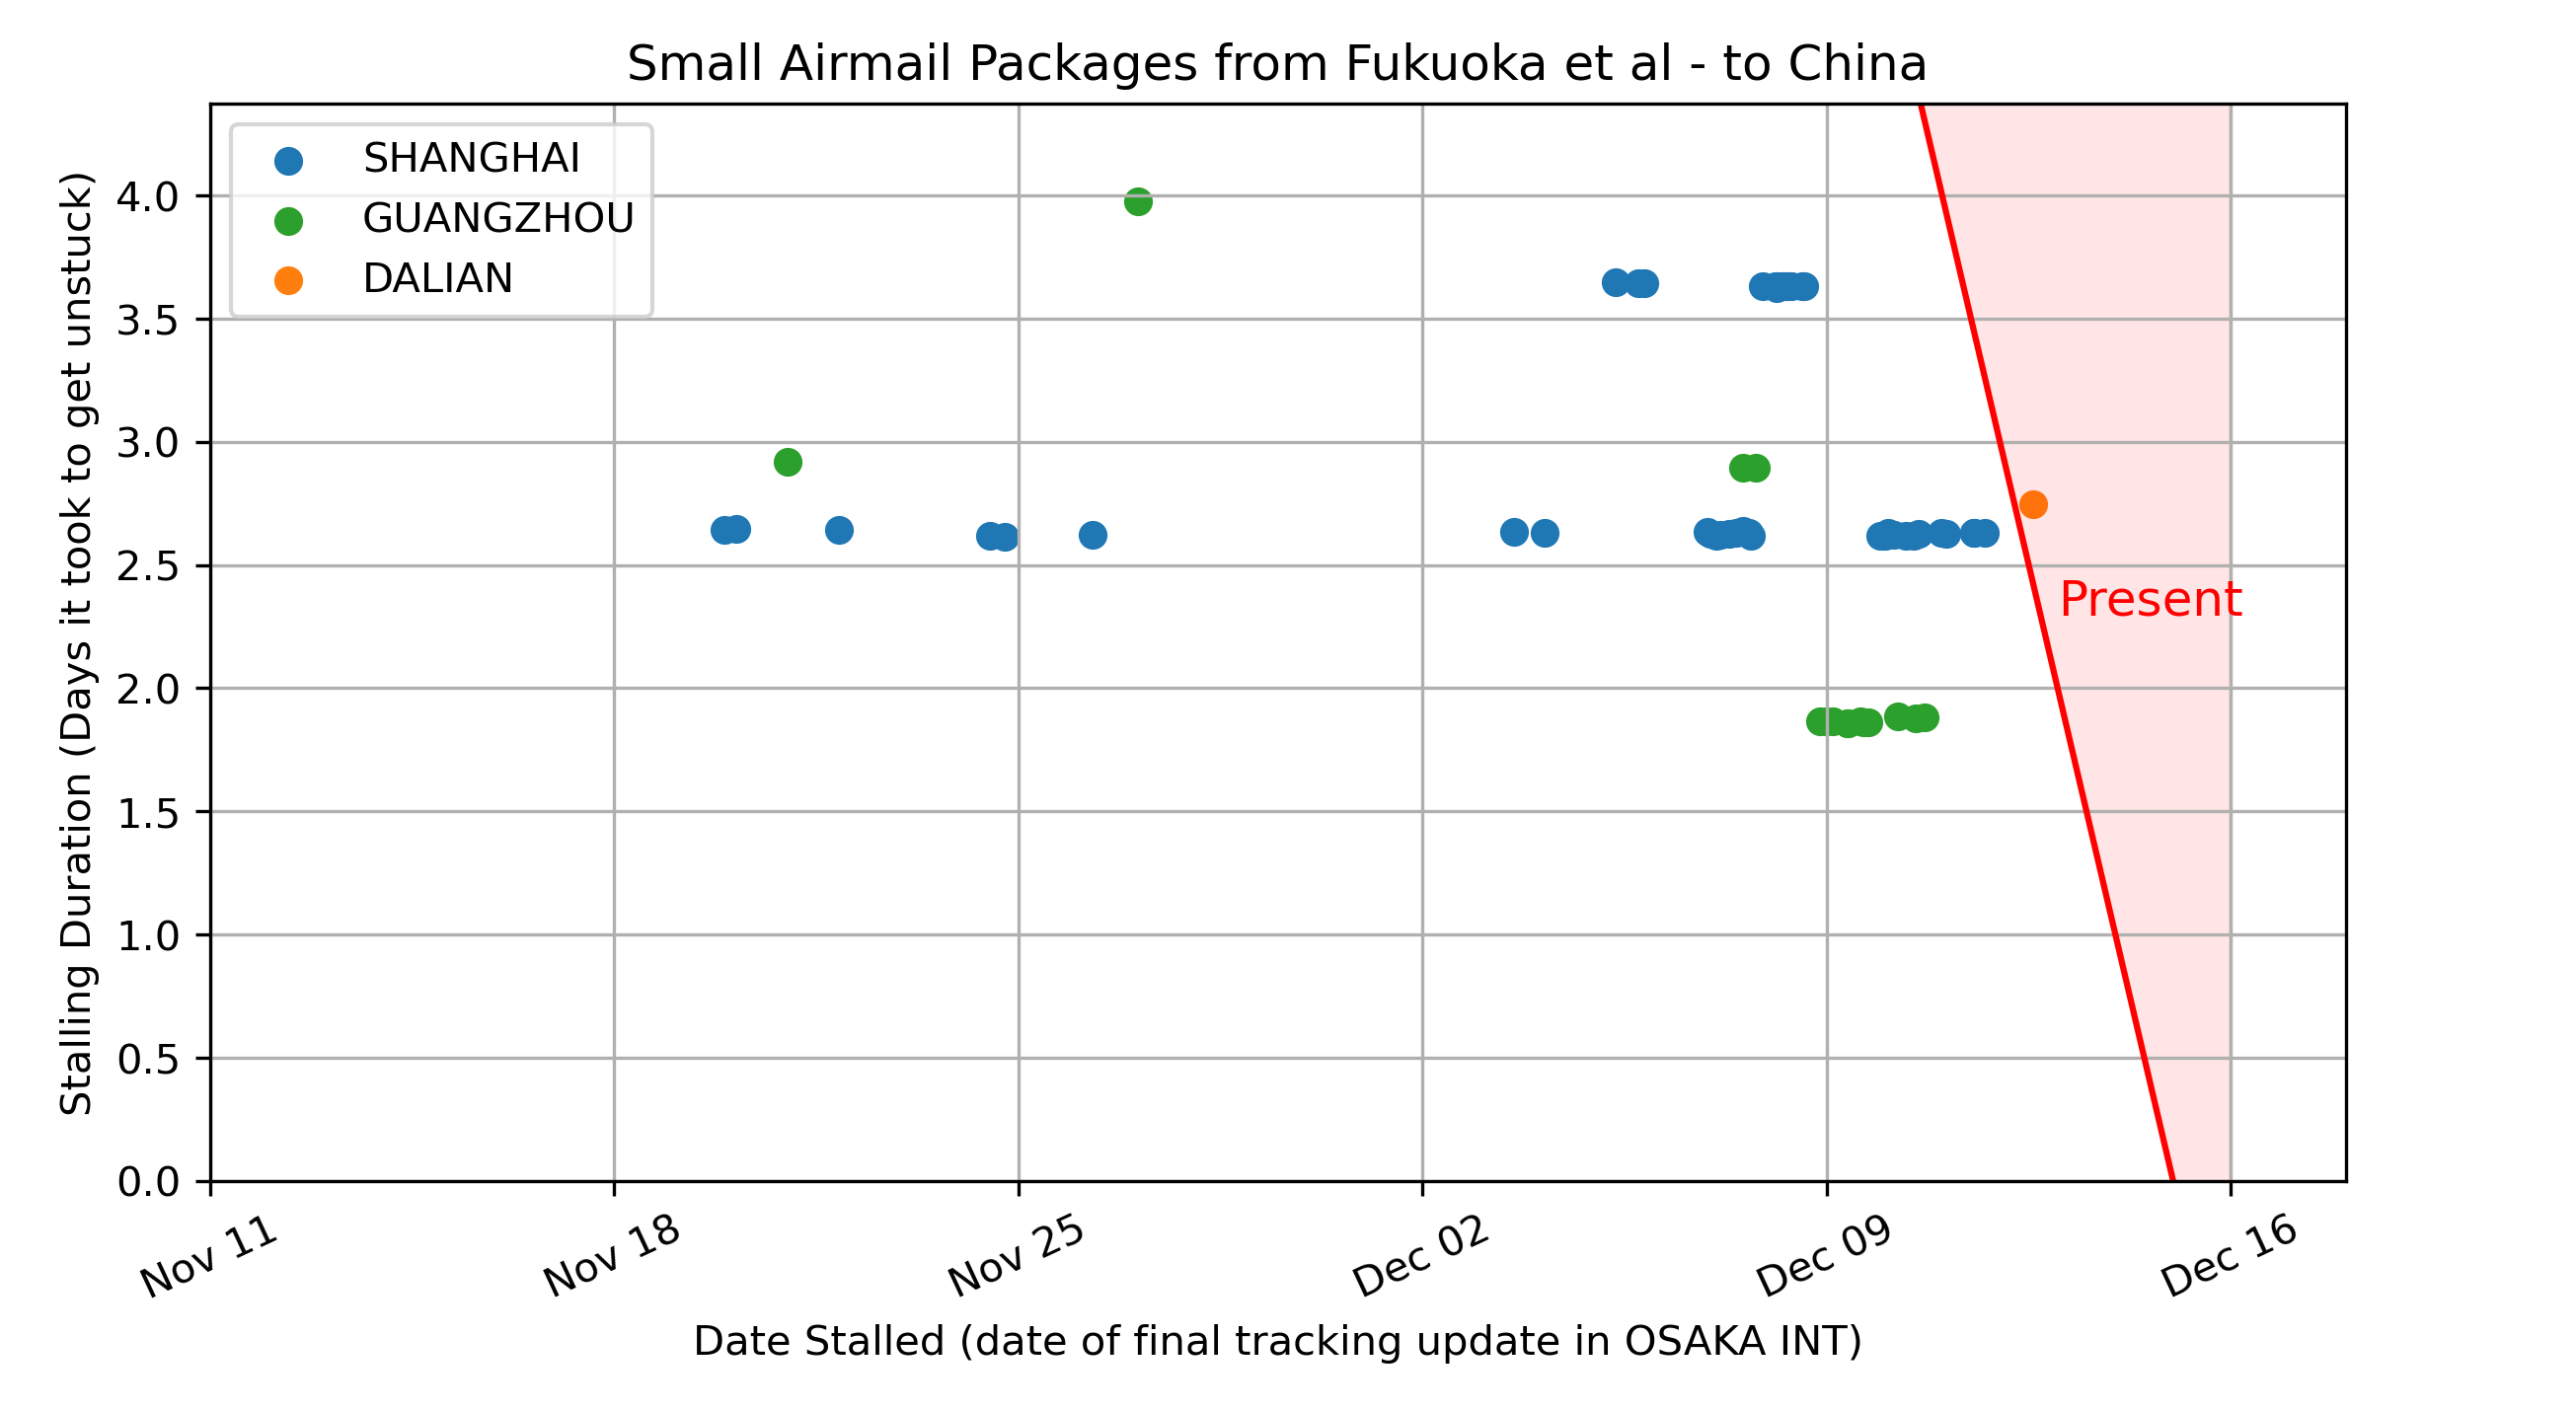 Small Airmail Packages from Fukuoka et al - to China
SHANGHAI
GUANGZHOU
DALIAN
Stalling Duration (Days it took to get unstuck)
4.0
3.5
3.0
2.5
2.0
1.5
1.0
0.5
0.0
Present
Nov 11
Nov 18
Nov 25
Dec 02
Dec 09
Dec 16
Date Stalled (date of final tracking update in OSAKA INT)